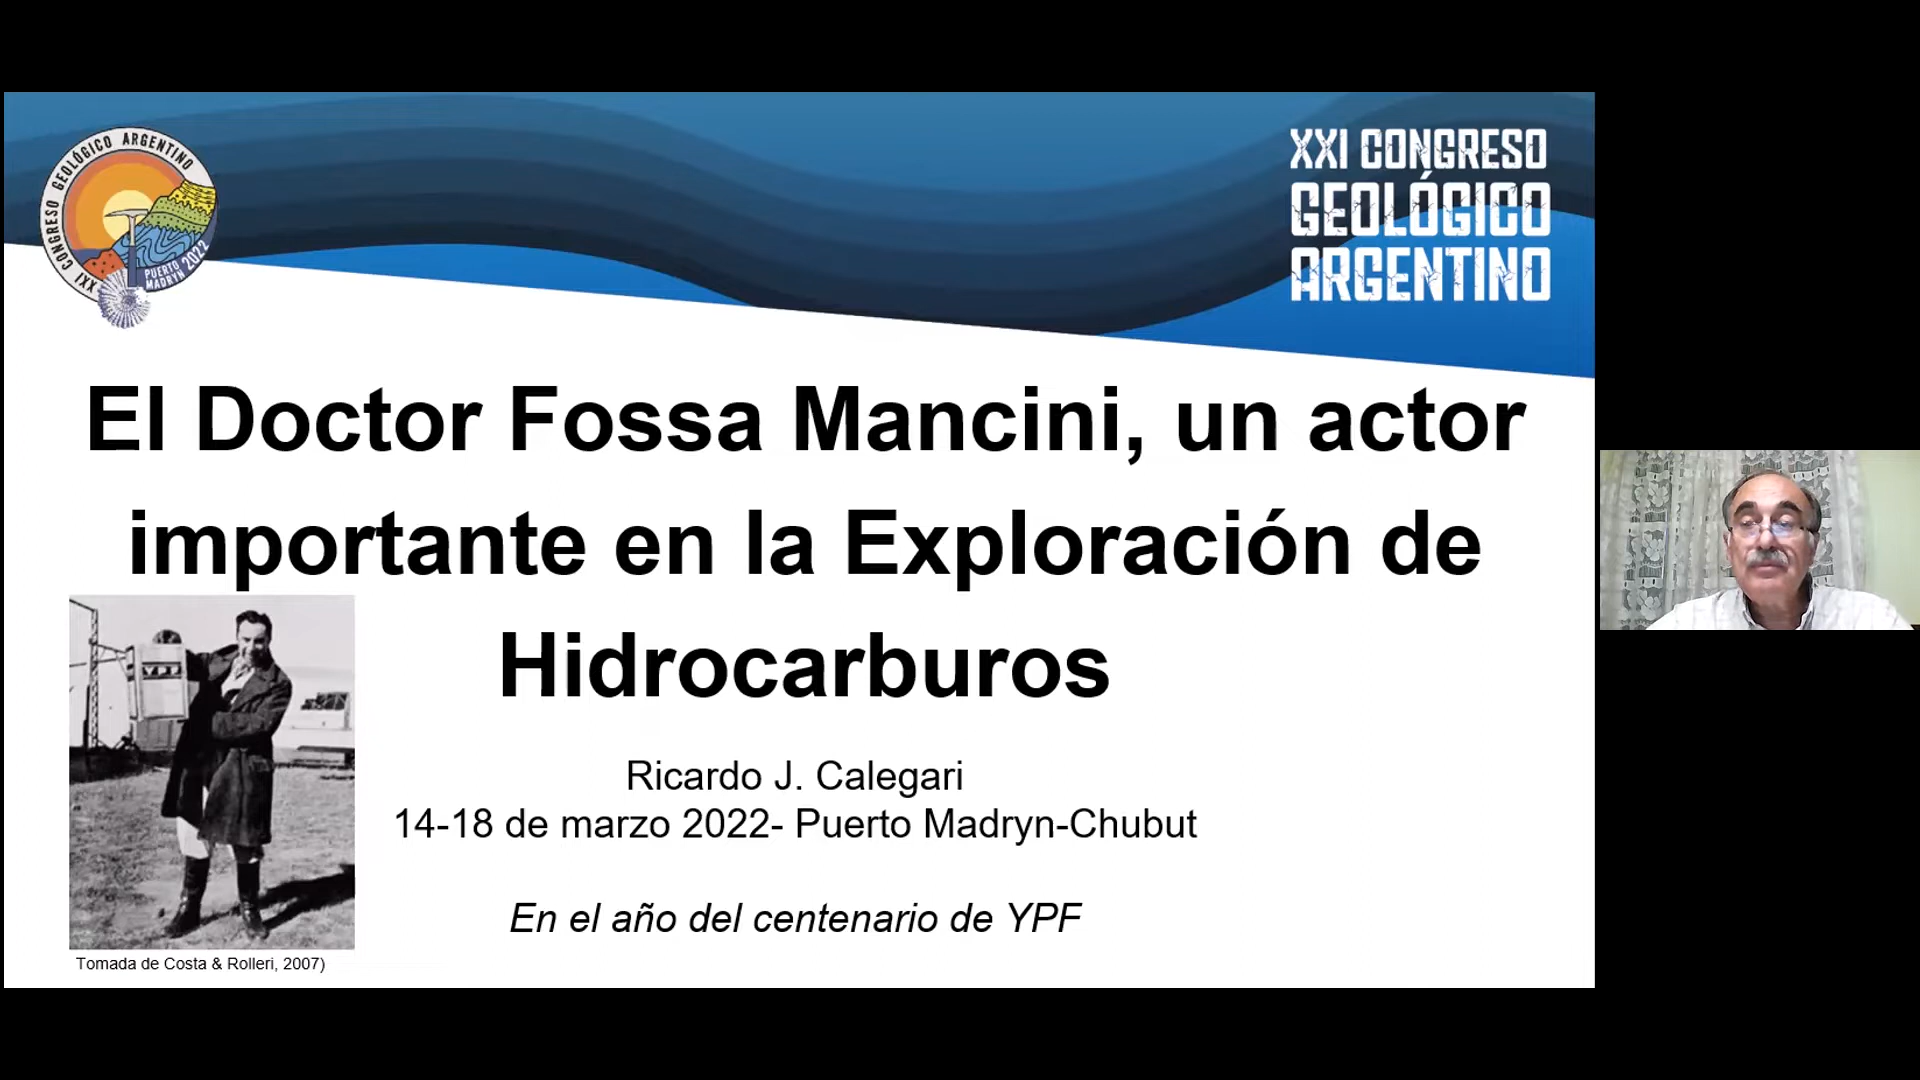 XXI CONGRESO GEOLÓGICO ARGENTINO
PUERTO
MADRYN 2022
XXI CONGRESO
GEOLÓGICO
ARGENTINO
El Doctor Fossa Mancini, un actor
importante en la Exploración de
Hidrocarburos
Ricardo J. Calegari
14-18 de marzo 2022- Puerto Madryn-Chubut
En el año del centenario de YPF
Tomada de Costa & Rolleri, 2007)